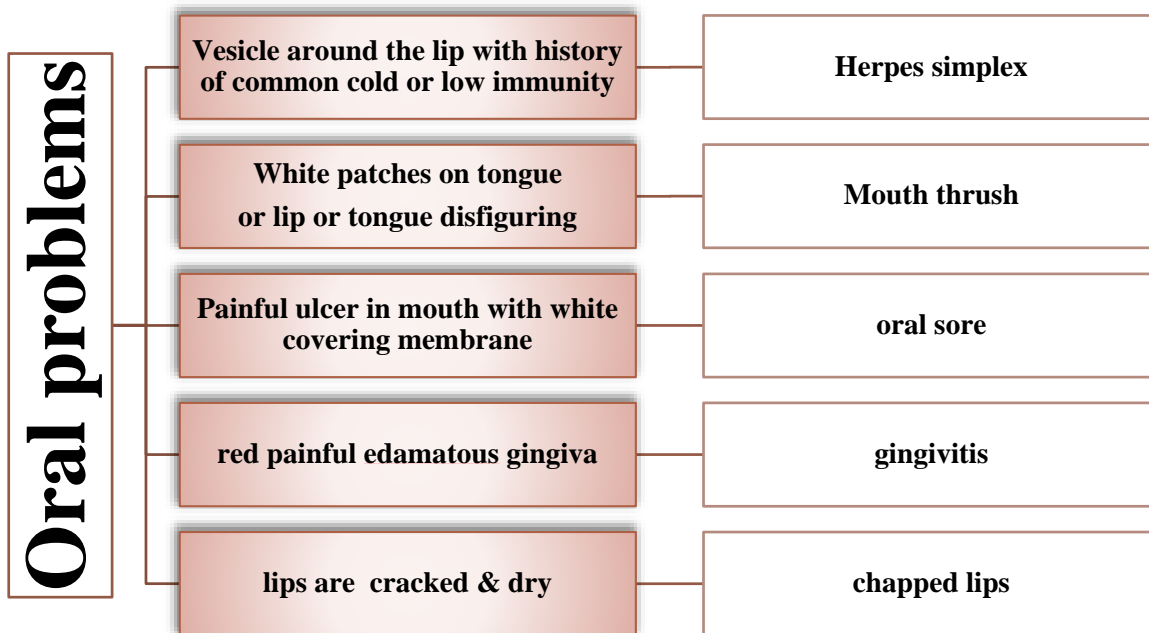 Oral problems
Vesicle around the lip with history
of common cold or low immunity
Herpes simplex
White patches on tongue
or lip or tongue disfiguring
Mouth thrush
Painful ulcer in mouth with white
covering membrane
oral sore
red painful edamatous gingiva
gingivitis
lips are cracked & dry
chapped lips